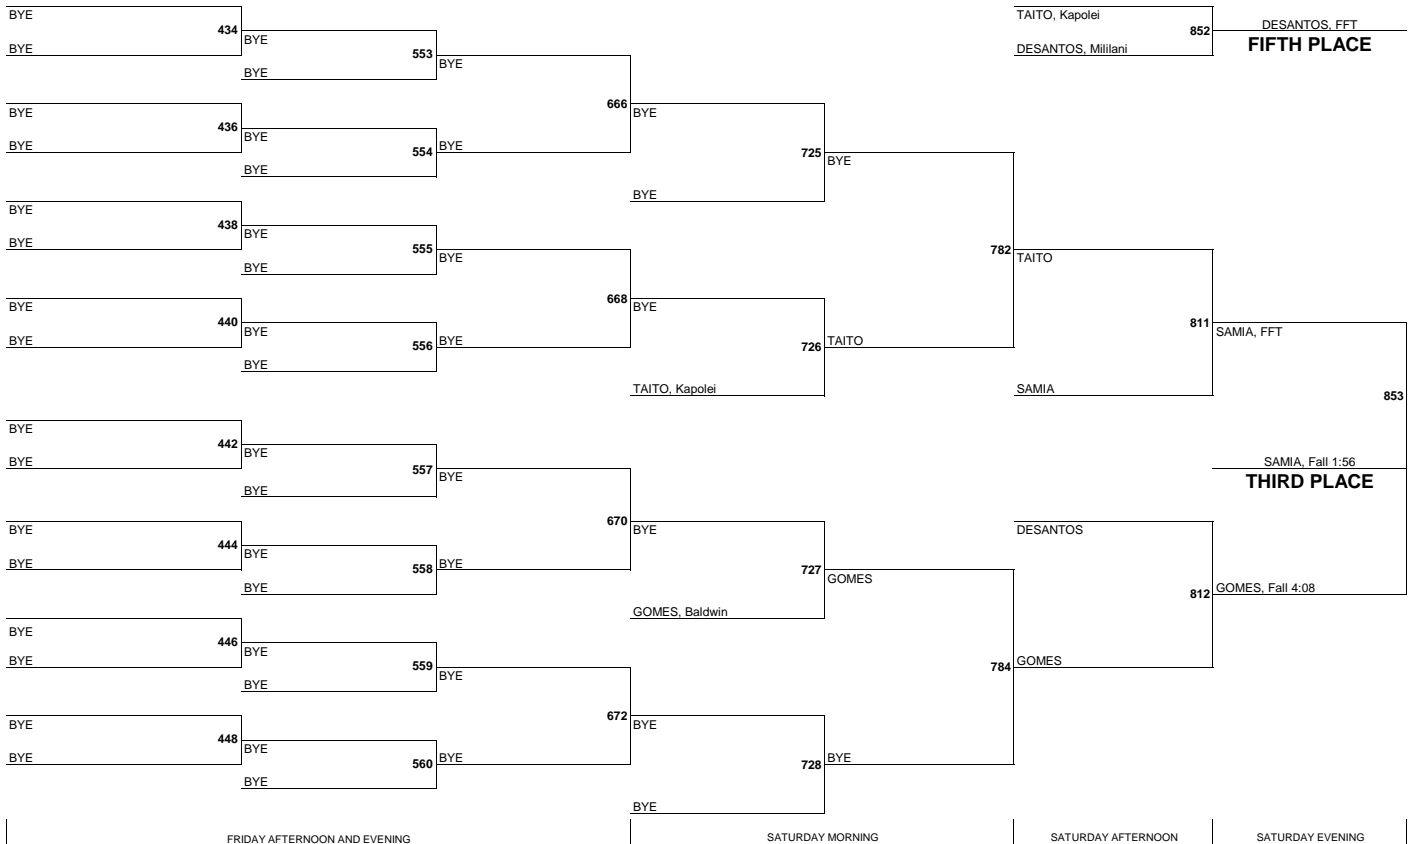 BYE
434
BYE
BYE
553
BYE
BYE
BYE
436
BYE
BYE
554
BYE
BYE
666
BYE
725
BYE
BYE
BYE
438
BYE
BYE
555
BYE
BYE
BYE
440
BYE
BYE
556
BYE
BYE
668
BYE
726
TAITO
TAITO, Kapolei
782
TAITO
811
SAMIA, FFT
SAMIA
853
BYE
442
BYE
BYE
557
BYE
BYE
BYE
444
BYE
BYE
558
BYE
BYE
670
BYE
727
GOMES
GOMES, Baldwin
BYE
446
BYE
BYE
559
BYE
BYE
BYE
448
BYE
BYE
560
BYE
BYE
672
BYE
728
BYE
BYE
784
GOMES
DESANTOS
812
GOMES, Fall 4:08
SAMIA, Fall 1:56
THIRD PLACE
TAITO, Kapolei
852
DESANTOS, Mililani
DESANTOS, FFT
FIFTH PLACE
FRIDAY AFTERNOON AND EVENING
SATURDAY MORNING
SATURDAY AFTERNOON
SATURDAY EVENING